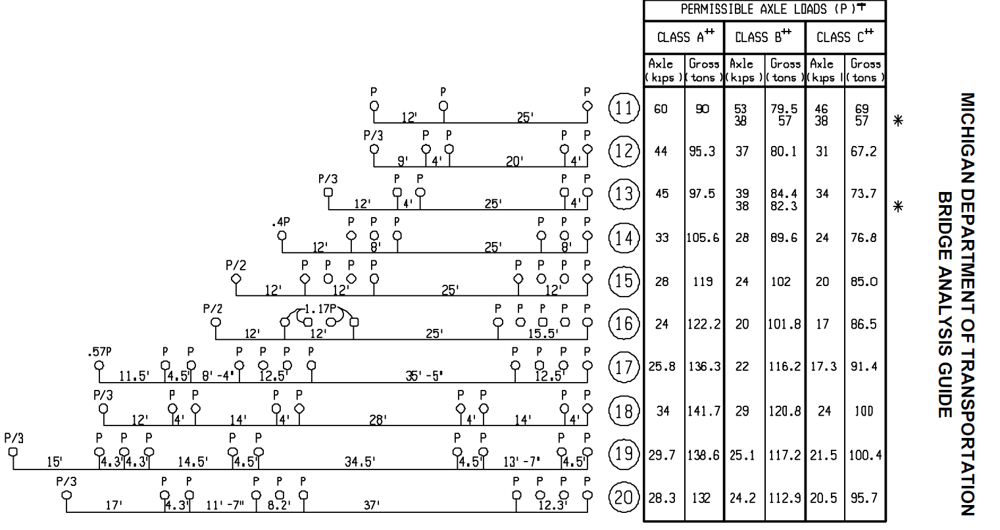 PERMISSIBLE AXLE LOADS (P)†
CLASS A†† CLASS B†† CLASS C††
Axle (kips) Gross (tons) Axle (kips) Gross (tons) Axle (kips) Gross (tons)
P P P
12' 25'
11 60 90 53 79.5 46 69
38 57 38 57 *
P/3 P P P P
9' 4' 20' 4'
12 44 95.3 37 80.1 31 67.2
P/3 P P P P
12' 4' 25' 4'
13 45 97.5 39 84.4 34 73.7
38 82.3 *
.4P P P P P P P
12' 8' 25' 8'
14 33 105.6 28 89.6 24 76.8
P/2 P P P P P P P P
12' 12' 25' 12'
15 28 119 24 102 20 85.0
P/2 1.17P P P P P P
12' 12' 25' 15.5'
16 24 122.2 20 101.8 17 86.5
.57P P P P P P P P P P P
11.5' 4.5' 8'-4" 12.5' 35'-5" 12.5'
17 25.8 136.3 22 116.2 17.3 91.4
P/3 P P P P P P P P
12' 4' 14' 4' 28' 4' 14' 4'
18 34 141.7 29 120.8 24 100
P/3 P P P P P P P P P
15' 4.3' 4.3' 14.5' 4.5' 34.5' 4.5' 13'-7" 4.5'
19 29.7 138.6 25.1 117.2 21.5 100.4
P/3 P P P P P P P P P
17' 4.3' 11'-7" 8.2' 37' 12.3'
20 28.3 132 24.2 112.9 20.5 95.7
MICHIGAN DEPARTMENT OF TRANSPORTATION
BRIDGE ANALYSIS GUIDE